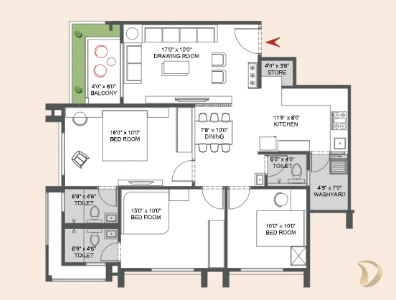 17'0" x 10'0"
DRAWING ROOM
4'0" x 6'0"
BALCONY
4'0" x 3'6"
STORE
11'6" x 8'0"
KITCHEN
16'0" x 10'0"
BED ROOM
7'6" x 10'0"
DINING
6'0" x 4'0"
TOILET
4'9" x 7'0"
WASHYARD
6'9" x 4'6"
TOILET
13'0" x 10'0"
BED ROOM
10'0" x 10'0"
BED ROOM
6'9" x 4'6"
TOILET